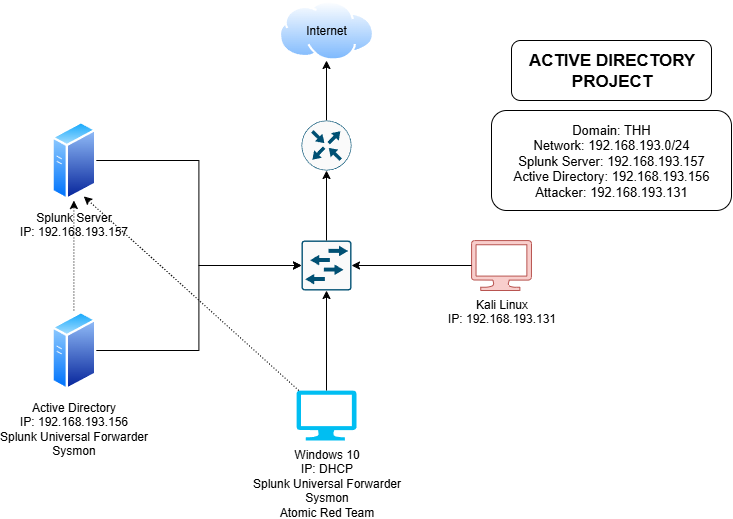 Internet
ACTIVE DIRECTORY
PROJECT
Domain: THH
Network: 192.168.193.0/24
Splunk Server: 192.168.193.157
Active Directory: 192.168.193.156
Attacker: 192.168.193.131
Splunk Server
IP: 192.168.193.157
Kali Linux
IP: 192.168.193.131
Active Directory
IP: 192.168.193.156
Splunk Universal Forwarder
Sysmon
Windows 10
IP: DHCP
Splunk Universal Forwarder
Sysmon
Atomic Red Team